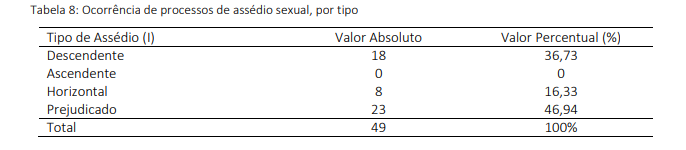 Tabela 8: Ocorrência de processos de assédio sexual, por tipo
Tipo de Assédio (I) Valor Absoluto Valor Percentual (%)
Descendente 18 36,73
Ascendente 0 0
Horizontal 8 16,33
Prejudicado 23 46,94
Total 49 100%